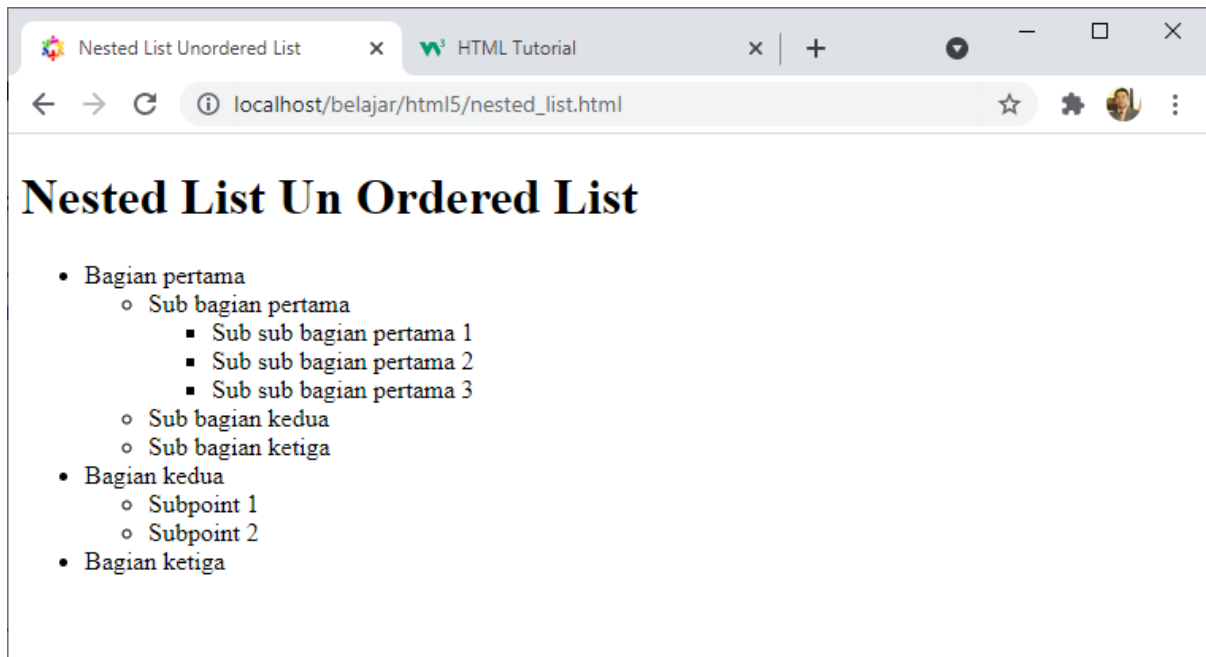 Nested List Unordered List
W3 HTML Tutorial
localhost/belajar/html5/nested_list.html
Nested List Un Ordered List
Bagian pertama
Sub bagian pertama
Sub sub bagian pertama 1
Sub sub bagian pertama 2
Sub sub bagian pertama 3
Sub bagian kedua
Sub bagian ketiga
Bagian kedua
Subpoint 1
Subpoint 2
Bagian ketiga